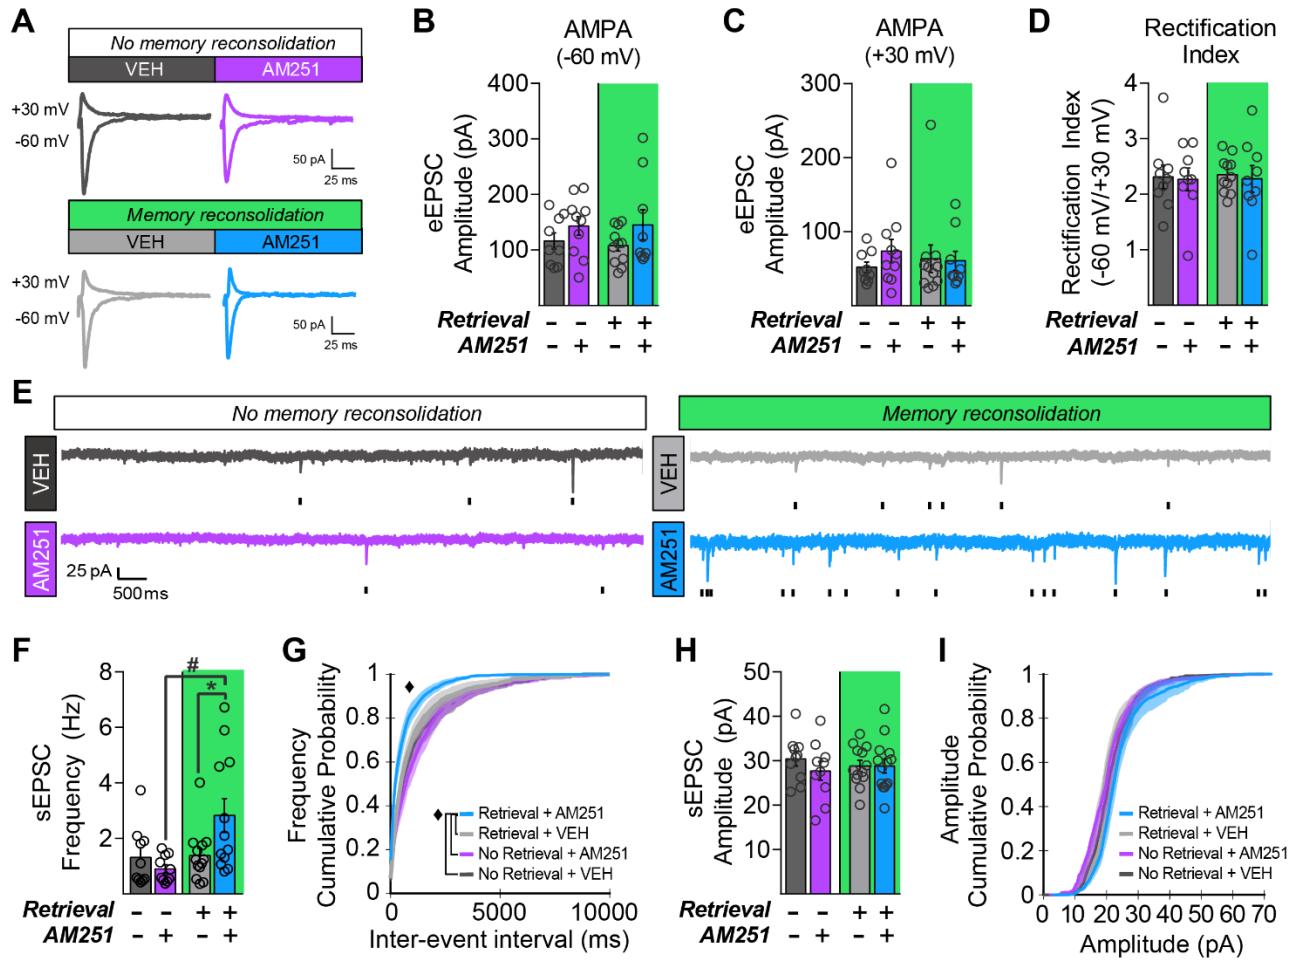 A
No memory reconsolidation
VEH
AM251
+30 mV
-60 mV
50 pA
25 ms
Memory reconsolidation
VEH
AM251
+30 mV
-60 mV
50 pA
25 ms
B
AMPA
(-60 mV)
eEPSC
Amplitude (pA)
400
300
200
100
Retrieval - - + +
AM251 - + - +
C
AMPA
(+30 mV)
eEPSC
Amplitude (pA)
300
200
100
Retrieval - - + +
AM251 - + - +
D
Rectification
Index
Rectification Index
(-60 mV/+30 mV)
4
3
2
1
Retrieval - - + +
AM251 - + - +
E
No memory reconsolidation
Memory reconsolidation
VEH
VEH
AM251
AM251
25 pA
500ms
F
sEPSC
Frequency (Hz)
8
6
4
2
#
*
Retrieval - - + +
AM251 - + - +
G
Frequency
Cumulative Probability
1
0.8
0.6
0.4
0.2
0
♦
♦
Retrieval + AM251
Retrieval + VEH
No Retrieval + AM251
No Retrieval + VEH
0 5000 10000
Inter-event interval (ms)
H
sEPSC
Amplitude (pA)
50
40
30
20
10
Retrieval - - + +
AM251 - + - +
I
Amplitude
Cumulative Probability
1
0.8
0.6
0.4
0.2
0
Retrieval + AM251
Retrieval + VEH
No Retrieval + AM251
No Retrieval + VEH
0 10 20 30 40 50 60 70
Amplitude (pA)